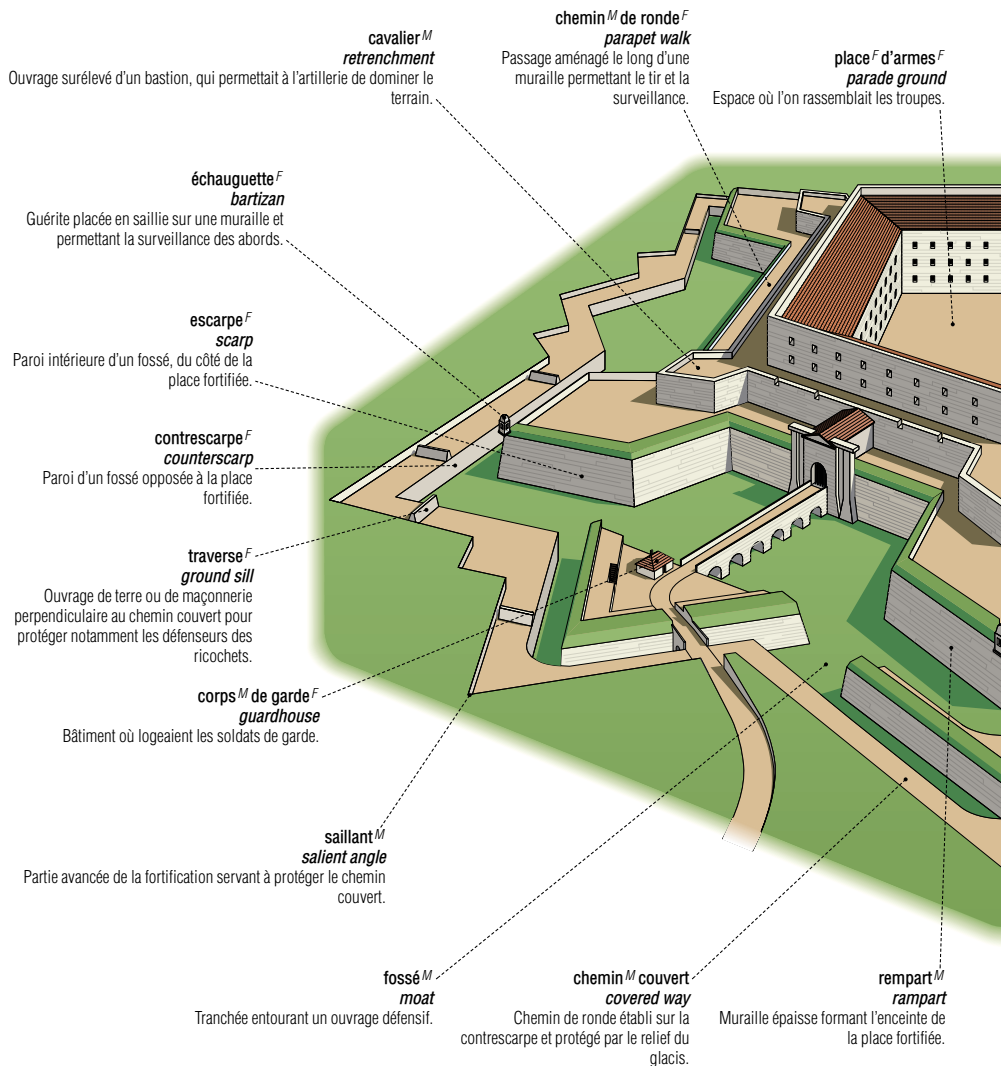 chemin M de ronde F
parapet walk
Passage aménagé le long d'une
muraille permettant le tir et la
surveillance.
cavalier M
retrenchment
Ouvrage surélevé d'un bastion, qui permettait à l'artillerie de dominer le
terrain.
place F d'armes F
parade ground
Espace où l'on rassemblait les troupes.
échauguette F
bartizan
Guérite placée en saillie sur une muraille et
permettant la surveillance des abords.
escarpe F
scarp
Paroi intérieure d'un fossé, du côté de la
place fortifiée.
contrescarpe F
counterscarp
Paroi d'un fossé opposée à la place
fortifiée.
traverse F
ground sill
Ouvrage de terre ou de maçonnerie
perpendiculaire au chemin couvert pour
protéger notamment les défenseurs des
ricochets.
corps M de garde F
guardhouse
Bâtiment où logeaient les soldats de garde.
saillant M
salient angle
Partie avancée de la fortification servant à protéger le chemin
couvert.
fossé M
moat
Tranchée entourant un ouvrage défensif.
chemin M couvert
covered way
Chemin de ronde établi sur la
contrescarpe et protégé par le relief du
glacis.
rempart M
rampart
Muraille épaisse formant l'enceinte de
la place fortifiée.